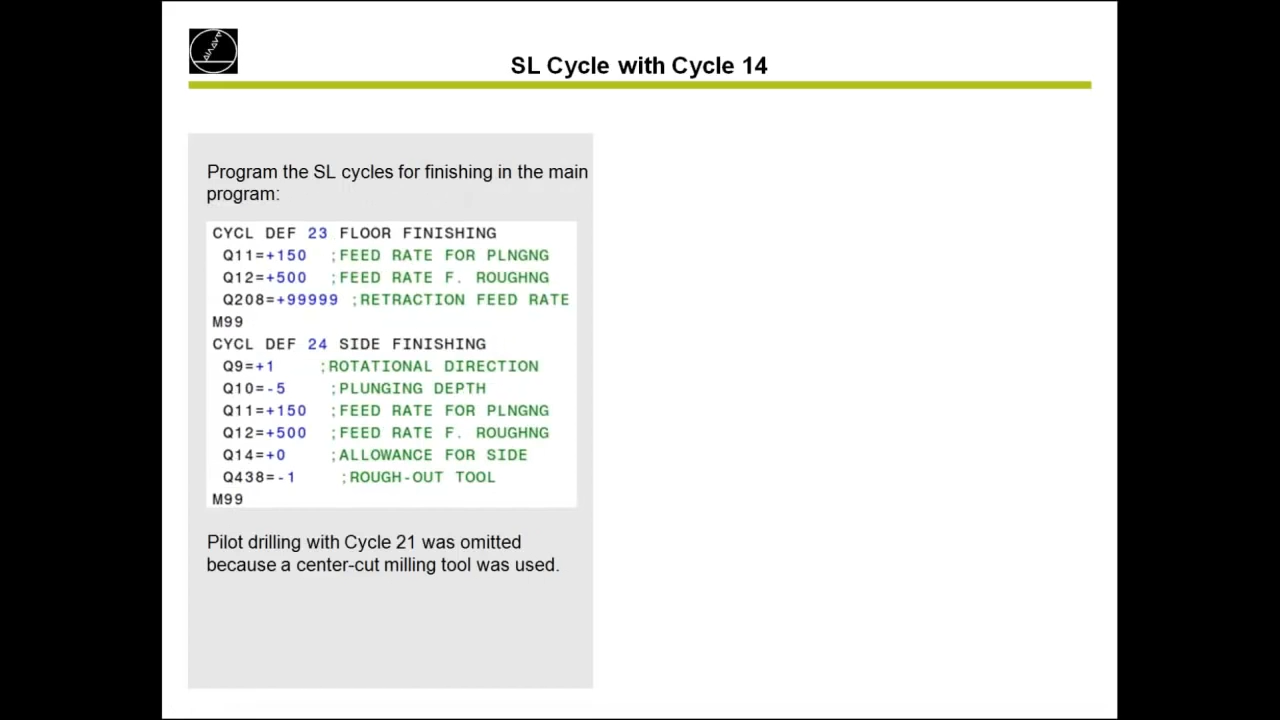 SL Cycle with Cycle 14
Program the SL cycles for finishing in the main
program:
CYCL DEF 23 FLOOR FINISHING
Q11=+150 ;FEED RATE FOR PLNGNG
Q12=+500 ;FEED RATE F. ROUGHNG
Q208=+99999 ;RETRACTION FEED RATE
M99
CYCL DEF 24 SIDE FINISHING
Q9=+1 ;ROTATIONAL DIRECTION
Q10=-5 ;PLUNGING DEPTH
Q11=+150 ;FEED RATE FOR PLNGNG
Q12=+500 ;FEED RATE F. ROUGHNG
Q14=+0 ;ALLOWANCE FOR SIDE
Q438=-1 ;ROUGH-OUT TOOL
M99
Pilot drilling with Cycle 21 was omitted
because a center-cut milling tool was used.